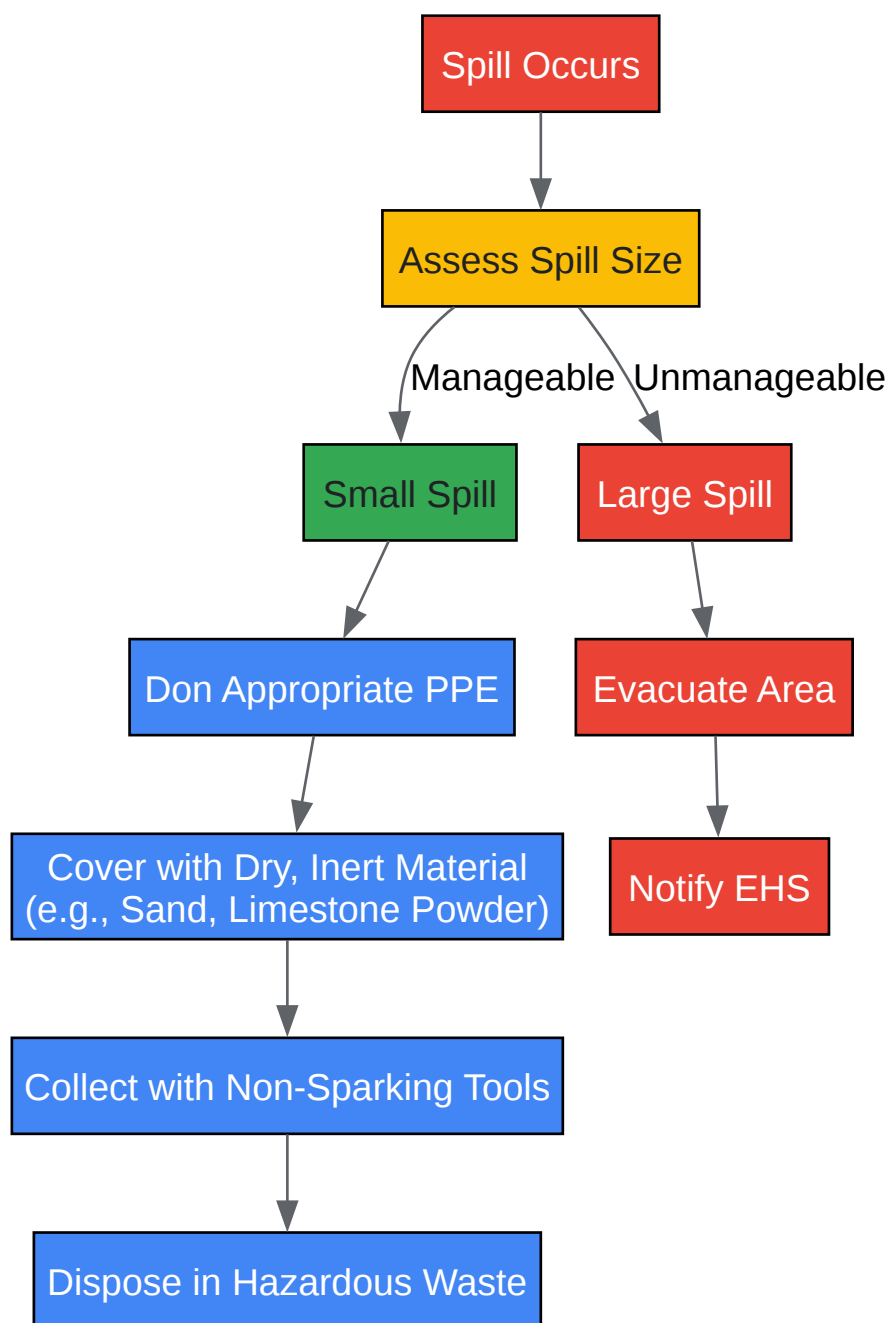 Spill Occurs
Assess Spill Size
Manageable
Unmanageable
Small Spill
Large Spill
Don Appropriate PPE
Evacuate Area
Cover with Dry, Inert Material
(e.g., Sand, Limestone Powder)
Notify EHS
Collect with Non-Sparking Tools
Dispose in Hazardous Waste